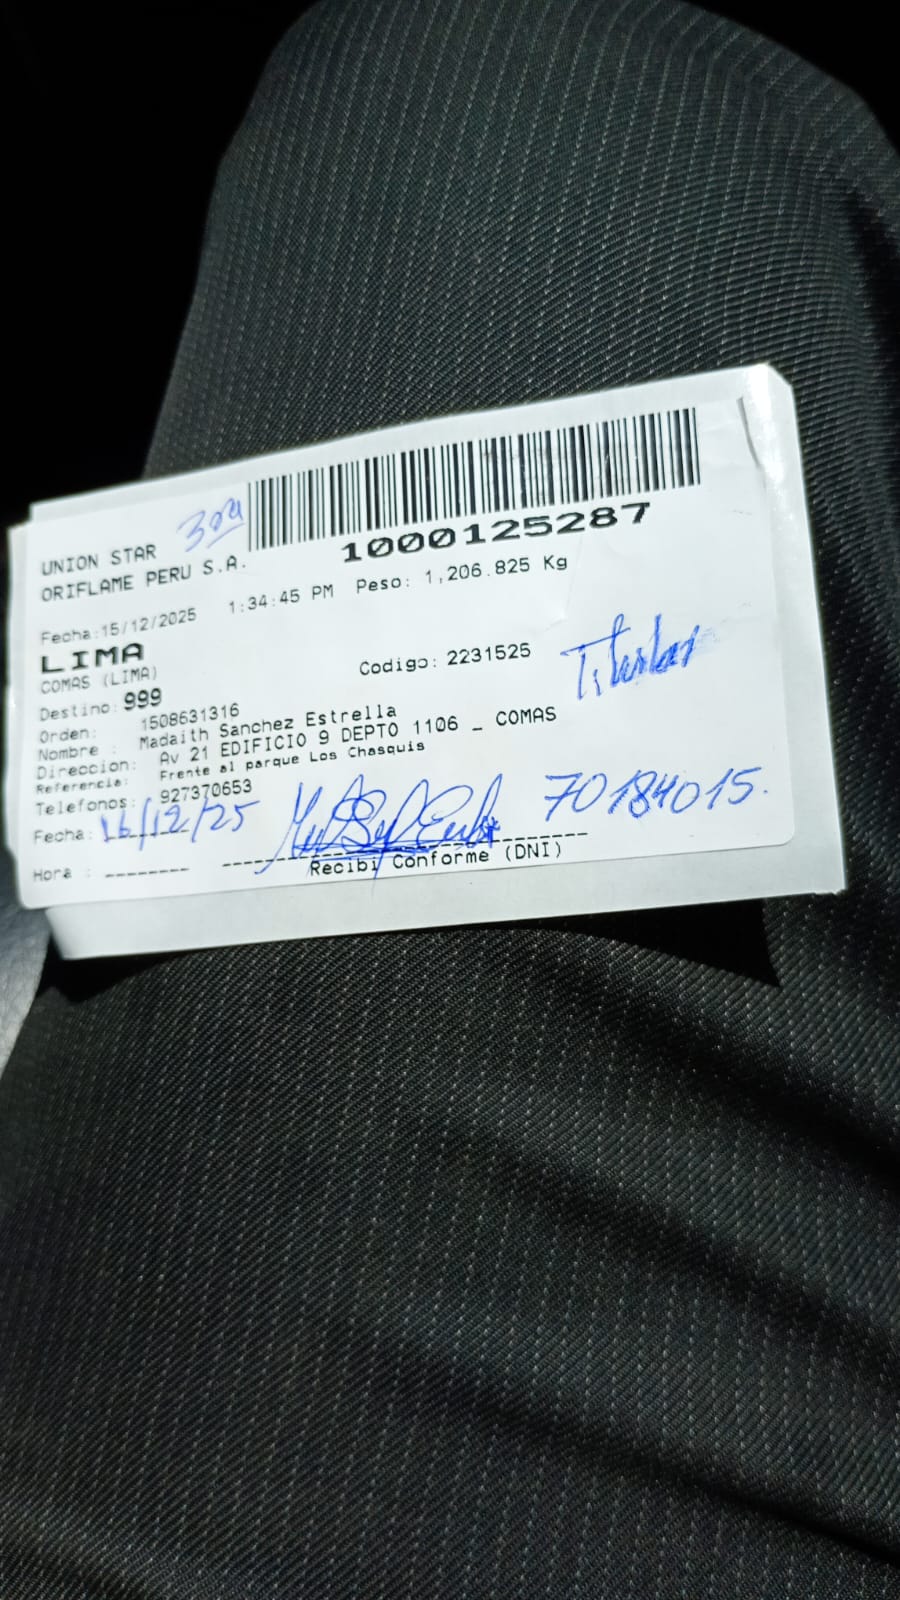 3ra
UNION STAR
ORIFLAME PERU S.A.
1000125287
Fecha:15/12/2025 1:34:45 PM Peso: 1,206.825 Kg
LIMA
COMAS (LIMA)
Codigo: 2231525
Titular
Destino: 999
Orden: 1508631316
Nombre : Madaith Sanchez Estrella
Direccion: Av 21 EDIFICIO 9 DEPTO 1106 _ COMAS
Referencia: Frente al parque Los Chasquis
Telefonos: 927370653
Fecha: 16/12/25
70184015.
Hora : --------
Recibi Conforme (DNI)